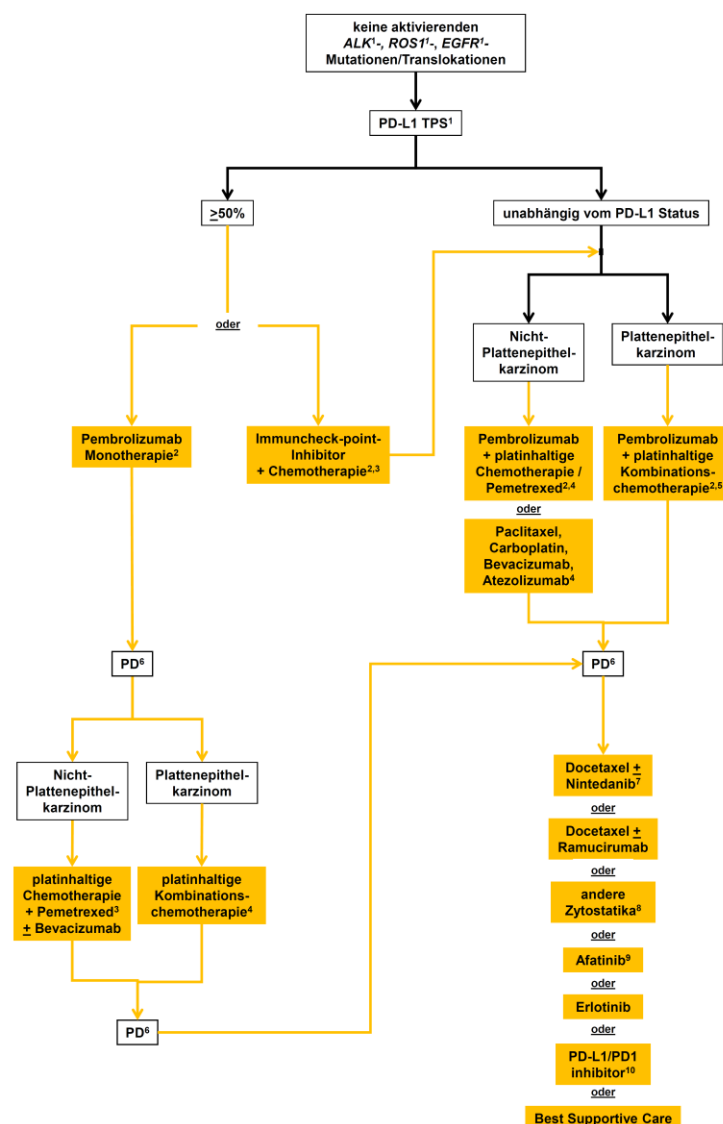 keine aktivierenden
ALK¹-, ROS1¹-, EGFR¹-
Mutationen/Translokationen
PD-L1 TPS¹
≥50%
unabhängig vom PD-L1 Status
oder
Nicht-
Plattenepithel-
karzinom
Plattenepithel-
karzinom
Pembrolizumab
Monotherapie²
Immuncheck-point-
Inhibitor
+ Chemotherapie²,³
Pembrolizumab
+ platinhaltige
Chemotherapie /
Pemetrexed²,⁴
oder
Paclitaxel,
Carboplatin,
Bevacizumab,
Atezolizumab⁴
Pembrolizumab
+ platinhaltige
Kombinations-
chemotherapie²,⁵
PD⁶
PD⁶
Nicht-
Plattenepithel-
karzinom
Plattenepithel-
karzinom
platinhaltige
Chemotherapie
+ Pemetrexed³
± Bevacizumab
platinhaltige
Kombinations-
chemotherapie⁴
PD⁶
Docetaxel ±
Nintedanib⁷
oder
Docetaxel ±
Ramucirumab
oder
andere
Zytostatika⁸
oder
Afatinib⁹
oder
Erlotinib
oder
PD-L1/PD1
inhibitor¹⁰
oder
Best Supportive Care